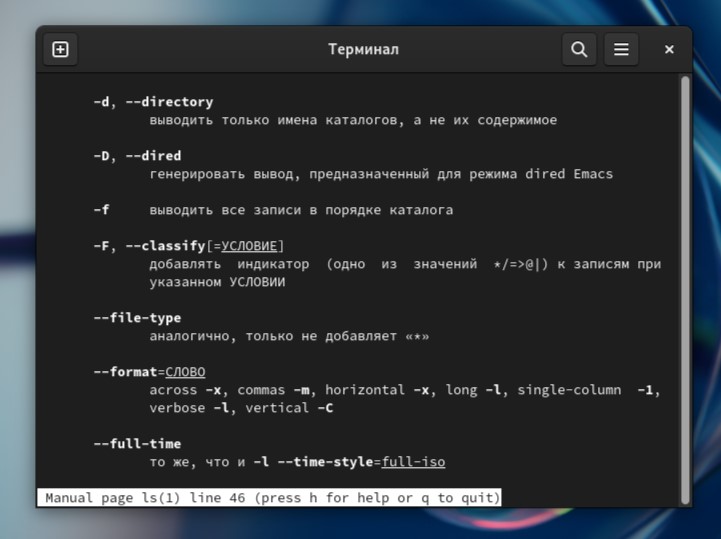 Терминал
-d, --directory
выводить только имена каталогов, а не их содержимое
-D, --dired
генерировать вывод, предназначенный для режима dired Emacs
-f     выводить все записи в порядке каталога
-F, --classify[=УСЛОВИЕ]
добавлять  индикатор  (одно  из  значений  */=>@|) к записям при
указанном УСЛОВИИ
--file-type
аналогично, только не добавляет «*»
--format=СЛОВО
across -x, commas -m, horizontal -x, long -l, single-column  -1,
verbose -l, vertical -C
--full-time
то же, что и -l --time-style=full-iso
Manual page ls(1) line 46 (press h for help or q to quit)